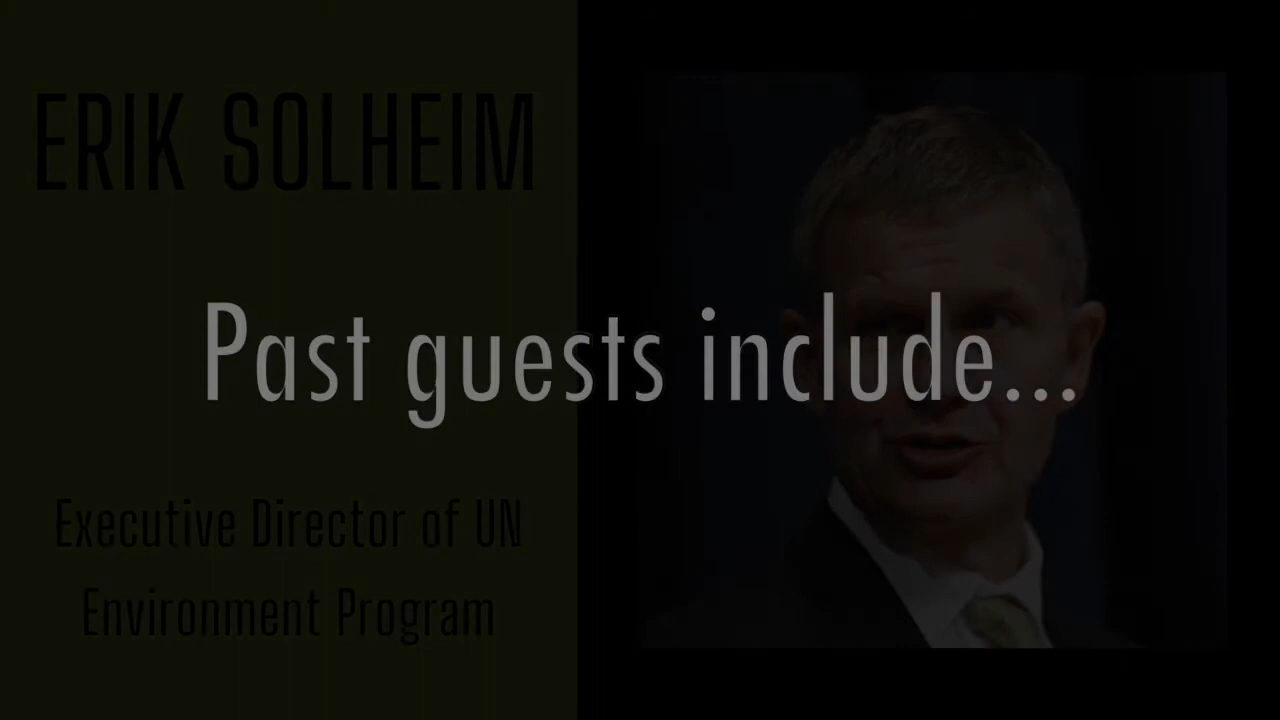 ERIK SOLHEIM
Past guests include...
Executive Director of UN
Environment Program